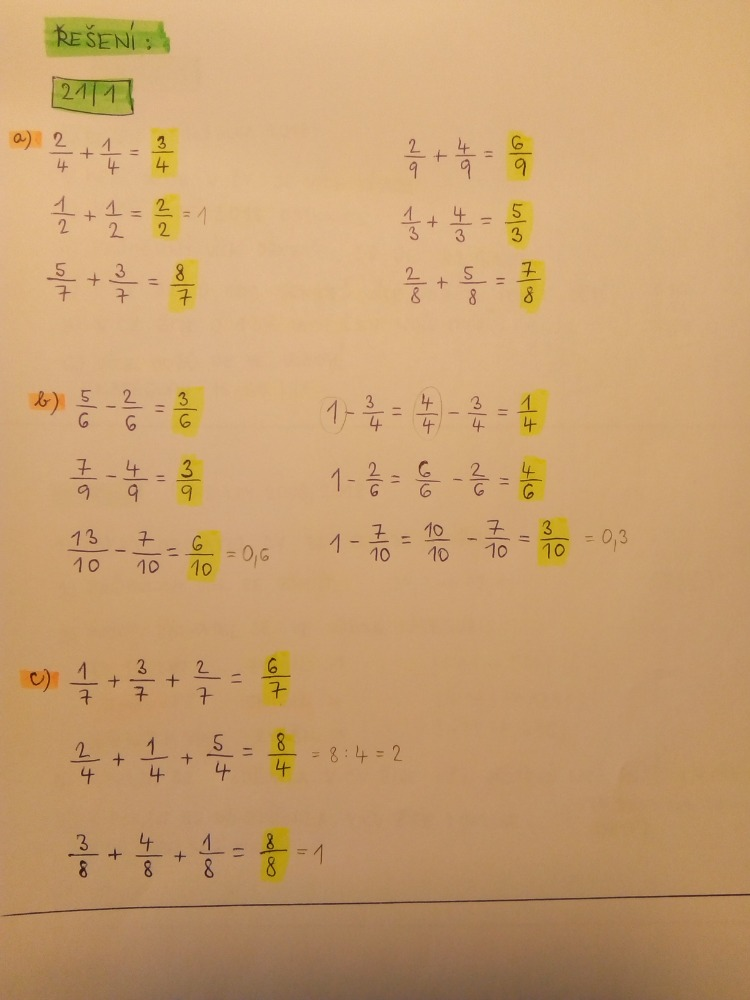 ŘEŠENÍ:
21/1
a) 2/4 + 1/4 = 3/4
1/2 + 1/2 = 2/2 = 1
5/7 + 3/7 = 8/7
2/9 + 4/9 = 6/9
1/3 + 4/3 = 5/3
2/8 + 5/8 = 7/8
b) 5/6 - 2/6 = 3/6
7/9 - 4/9 = 3/9
13/10 - 7/10 = 6/10 = 0,6
1 - 3/4 = 4/4 - 3/4 = 1/4
1 - 2/6 = 6/6 - 2/6 = 4/6
1 - 7/10 = 10/10 - 7/10 = 3/10 = 0,3
c) 1/7 + 3/7 + 2/7 = 6/7
2/4 + 1/4 + 5/4 = 8/4 = 8:4 = 2
3/8 + 4/8 + 1/8 = 8/8 = 1